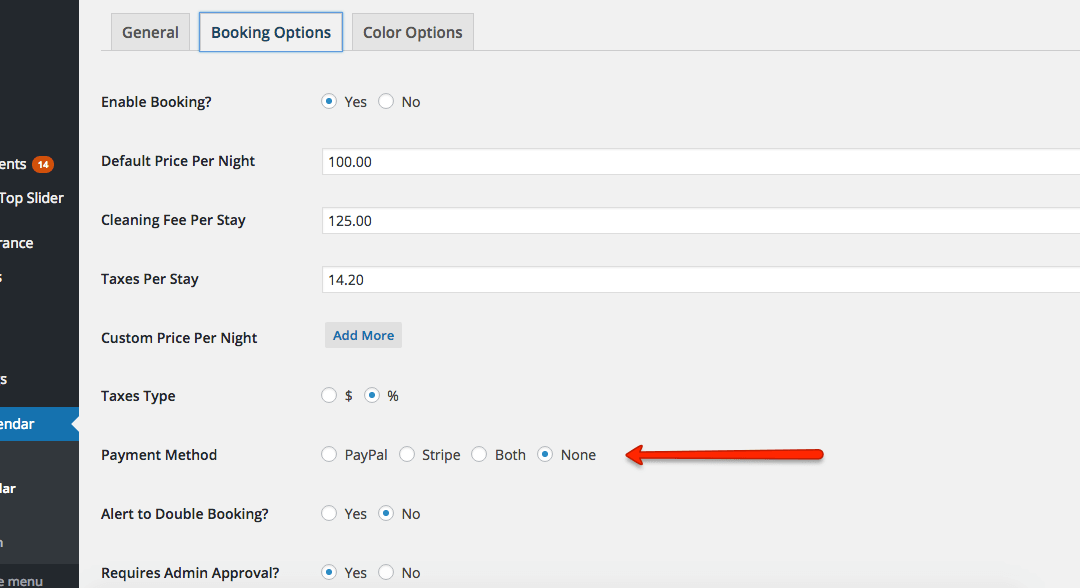 General Booking Options Color Options
Enable Booking? Yes No
ents 14
Default Price Per Night 100.00
Top Slider
Cleaning Fee Per Stay 125.00
rance
s
Taxes Per Stay 14.20
Custom Price Per Night Add More
s
Taxes Type $ %
endar
Payment Method PayPal Stripe Both None
dar
Alert to Double Booking? Yes No
n
Requires Admin Approval? Yes No
e menu